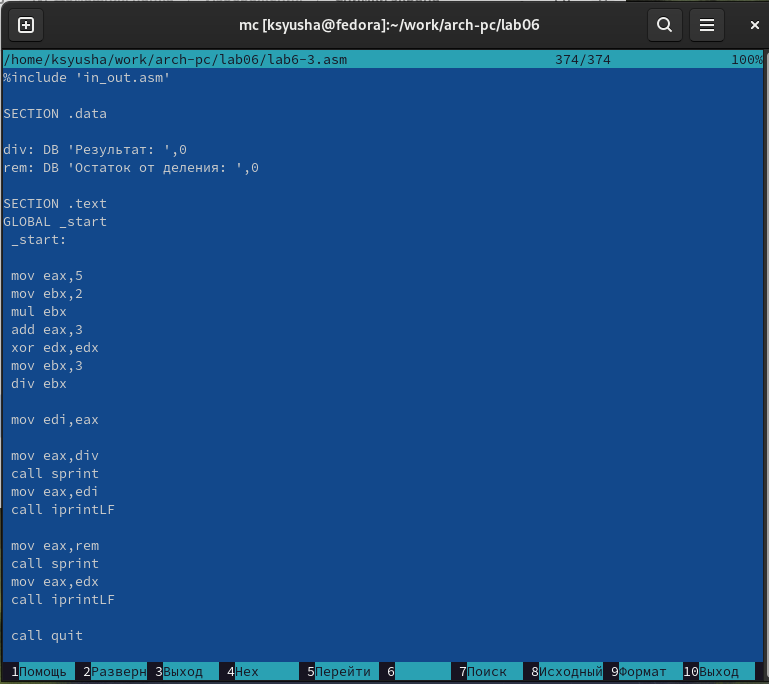 mc [ksyusha@fedora]:~/work/arch-pc/lab06
/home/ksyusha/work/arch-pc/lab06/lab6-3.asm 374/374 100%
%include 'in_out.asm'
SECTION .data
div: DB 'Результат: ',0
rem: DB 'Остаток от деления: ',0
SECTION .text
GLOBAL _start
_start:
mov eax,5
mov ebx,2
mul ebx
add eax,3
xor edx,edx
mov ebx,3
div ebx
mov edi,eax
mov eax,div
call sprint
mov eax,edi
call iprintLF
mov eax,rem
call sprint
mov eax,edx
call iprintLF
call quit
1Помощь 2Разверн 3Выход 4Hex 5Перейти 6 7Поиск 8Исходный 9Формат 10Выход